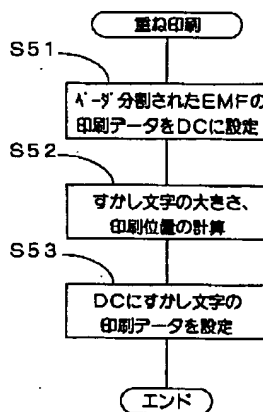 重ね印刷
S51
ページ分割されたEMFの
印刷データをDCに設定
S52
すかし文字の大きさ、
印刷位置の計算
S53
DCにすかし文字の
印刷データを設定
エンド